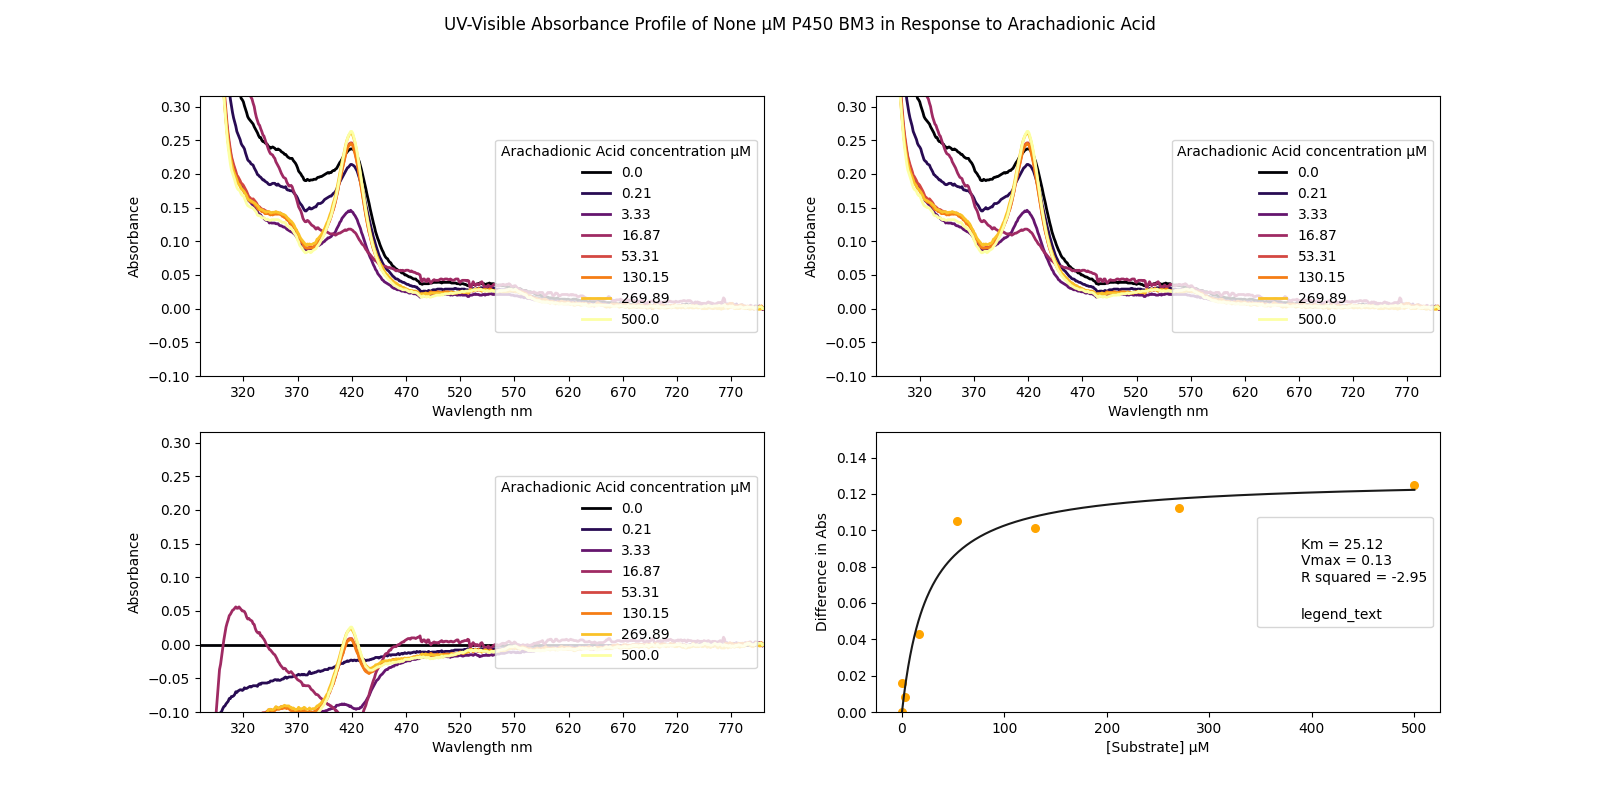 UV-Visible Absorbance Profile of None μM P450 BM3 in Response to Arachadionic Acid
Absorbance
0.30
0.25
0.20
0.15
0.10
0.05
0.00
−0.05
−0.10
320 370 420 470 520 570 620 670 720 770
Wavlength nm
Arachadionic Acid concentration μM
0.0
0.21
3.33
16.87
53.31
130.15
269.89
500.0
Absorbance
0.30
0.25
0.20
0.15
0.10
0.05
0.00
−0.05
−0.10
320 370 420 470 520 570 620 670 720 770
Wavlength nm
Arachadionic Acid concentration μM
0.0
0.21
3.33
16.87
53.31
130.15
269.89
500.0
Absorbance
0.30
0.25
0.20
0.15
0.10
0.05
0.00
−0.05
−0.10
320 370 420 470 520 570 620 670 720 770
Wavlength nm
Arachadionic Acid concentration μM
0.0
0.21
3.33
16.87
53.31
130.15
269.89
500.0
Difference in Abs
0.14
0.12
0.10
0.08
0.06
0.04
0.02
0.00
0 100 200 300 400 500
[Substrate] μM
Km = 25.12
Vmax = 0.13
R squared = -2.95
legend_text